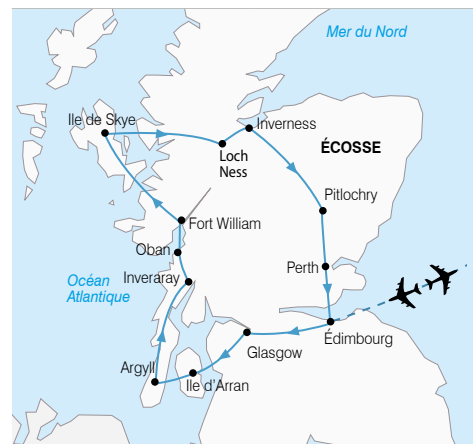 Mer du Nord
Ile de Skye
Inverness
ÉCOSSE
Loch
Ness
Pitlochry
Fort William
Oban
Perth
Océan
Atlantique
Inveraray
Édimbourg
Glasgow
Argyll
Ile d'Arran